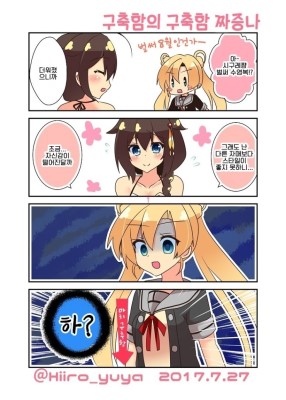 구축함의 구축함 짜증나
벌써 8월인건가―
아~
시구레쨩
벌써 수영복!?
더워졌
으니까
그래도 난
다른 자매보다
스타일이
좋지 못하니…
조금…
자신감이
떨어진달까
하?
@Hiiro_yuya 2017.7.27